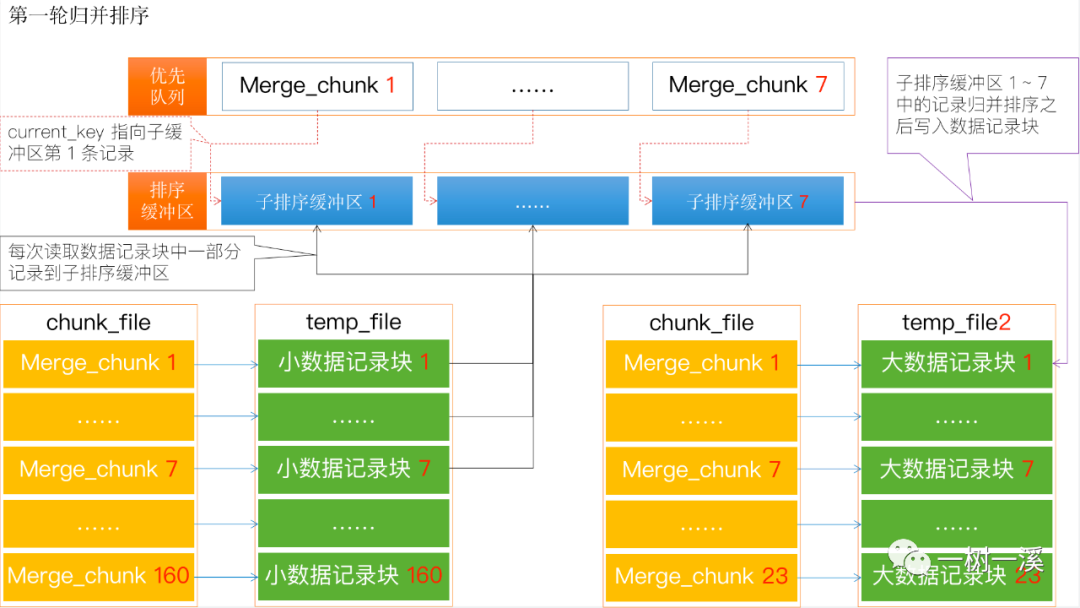 第一轮归并排序
优先
队列
Merge_chunk 1
......
Merge_chunk 7
子排序缓冲区 1 ~ 7
中的记录归并排序之
后写入数据记录块
current_key 指向子缓
冲区第 1 条记录
排序
缓冲区
子排序缓冲区 1
......
子排序缓冲区 7
每次读取数据记录块中一部分
记录到子排序缓冲区
chunk_file
Merge_chunk 1
......
Merge_chunk 7
......
Merge_chunk 160
temp_file
小数据记录块 1
......
小数据记录块 7
......
小数据记录块 160
chunk_file
Merge_chunk 1
......
Merge_chunk 7
......
Merge_chunk 23
temp_file2
大数据记录块 1
......
大数据记录块 7
......
大数据记录块 23
一树一溪